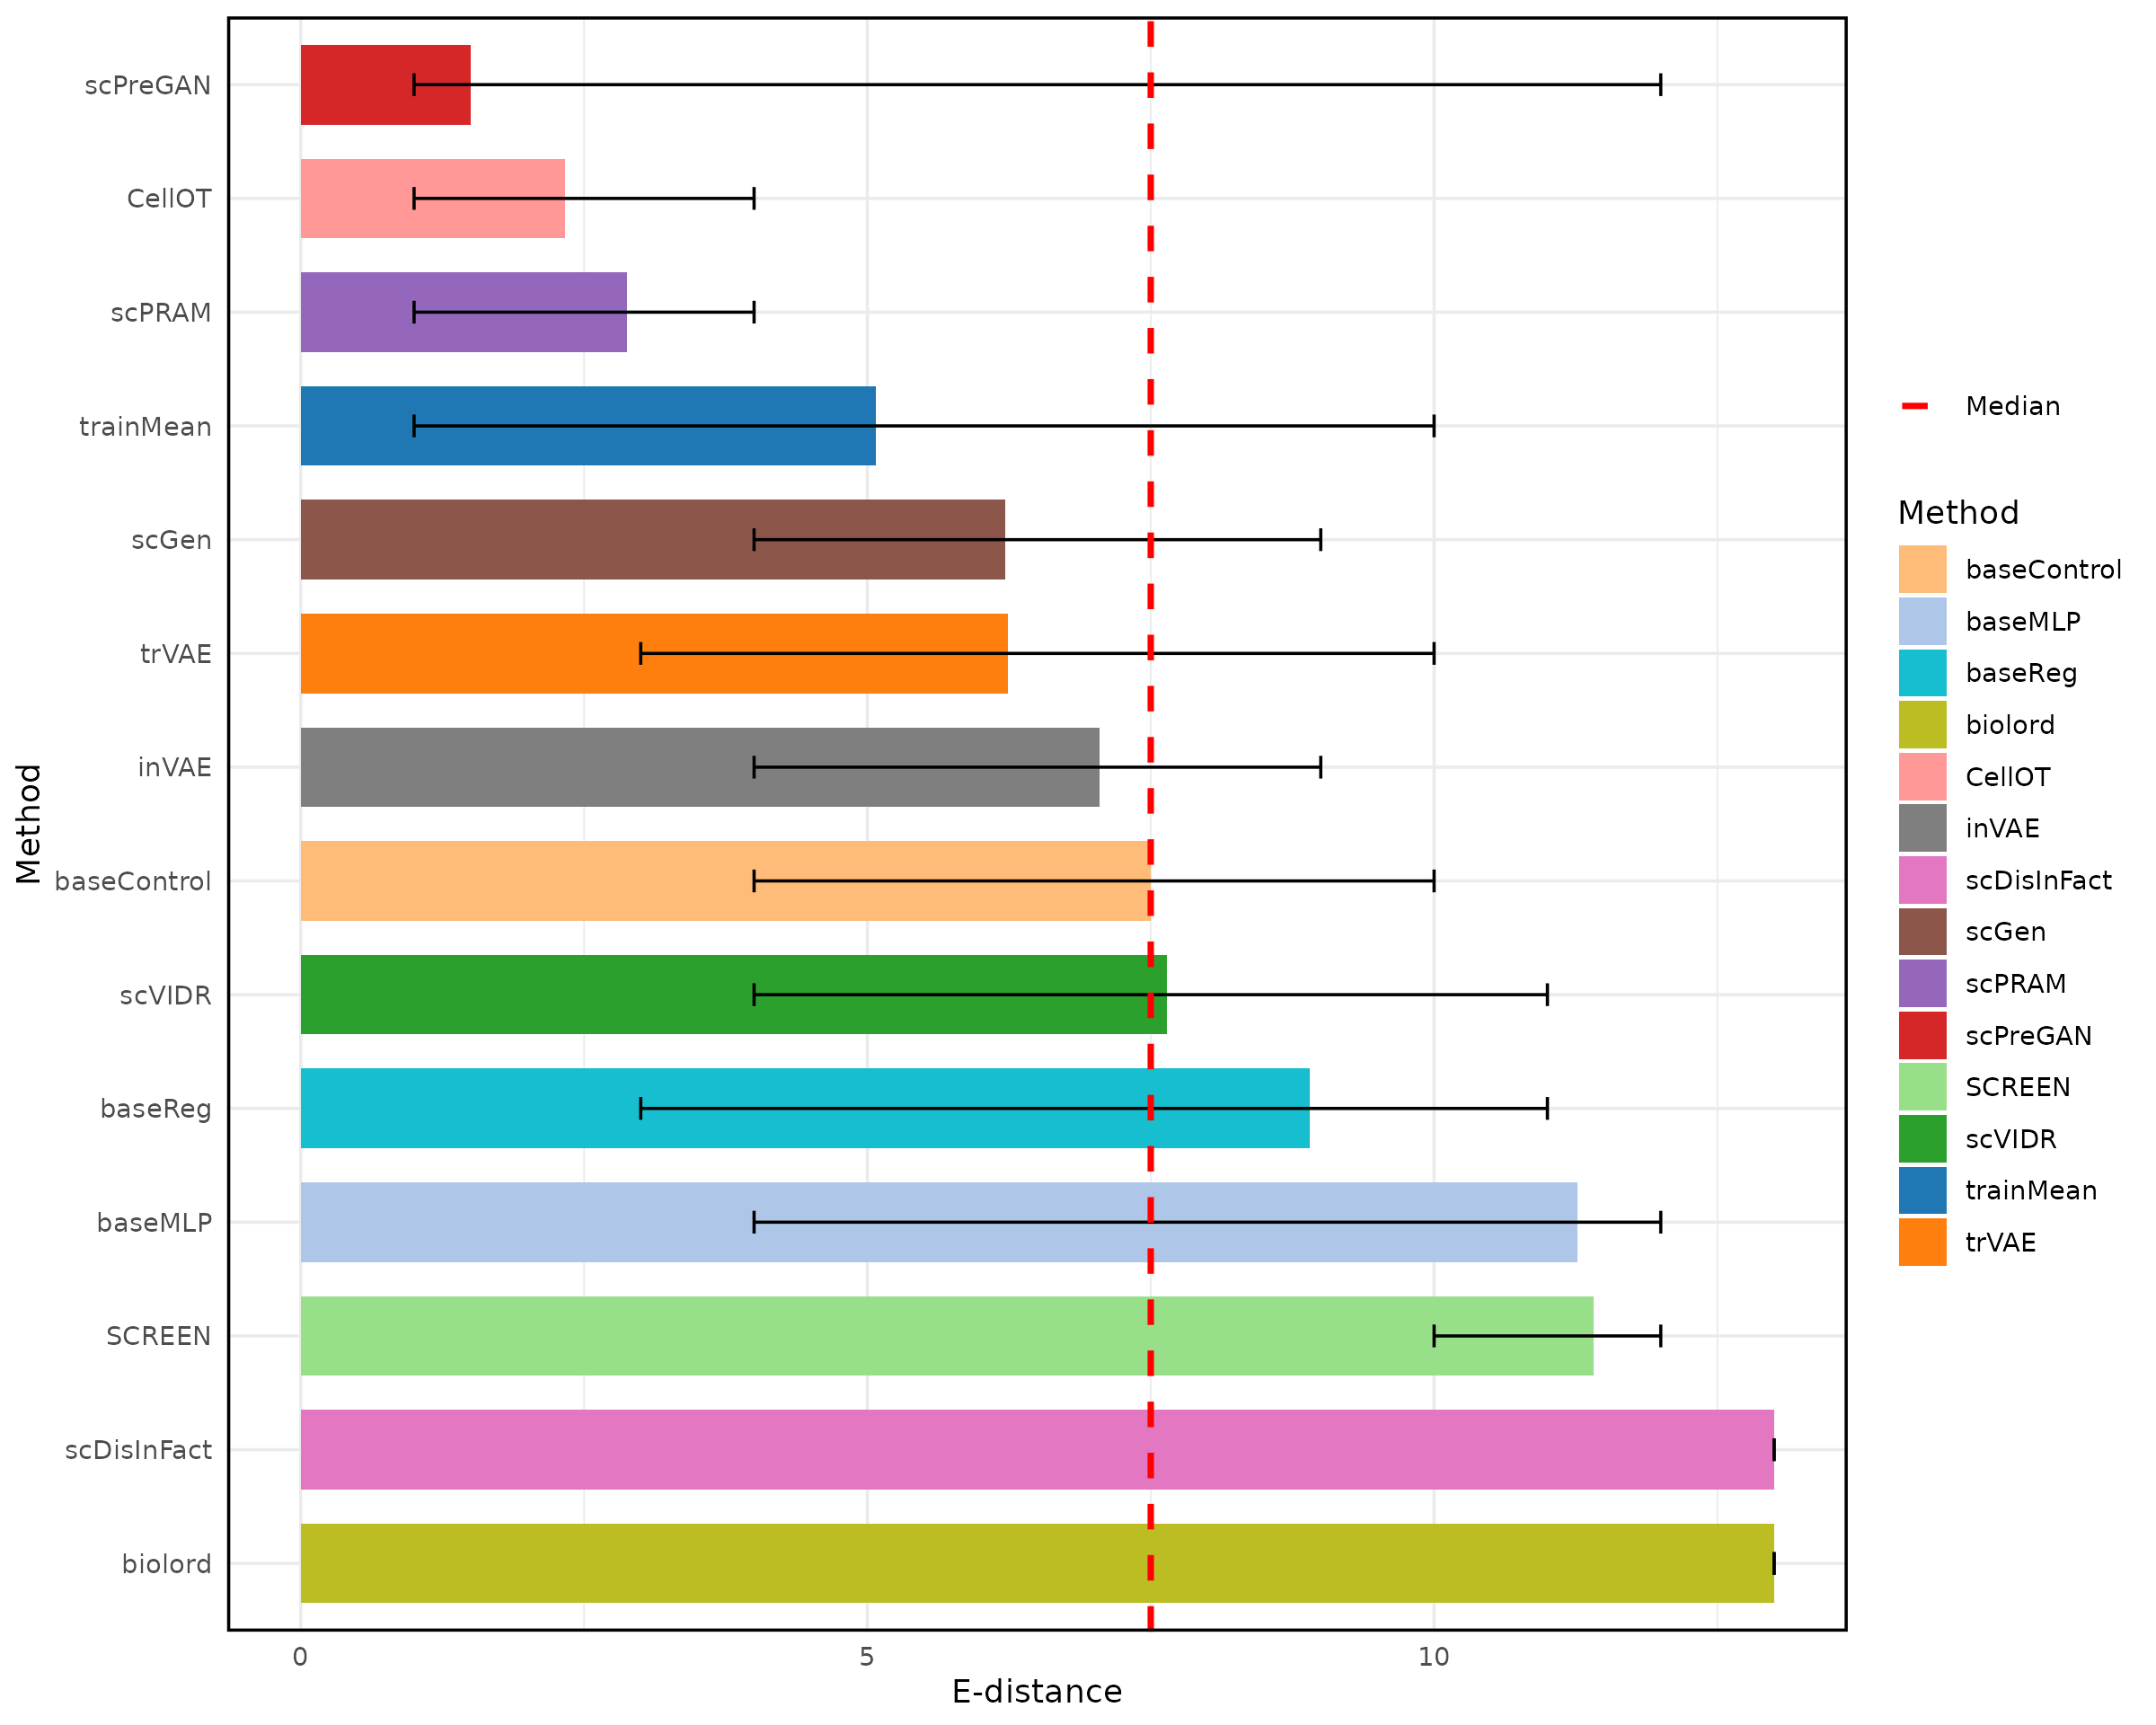 scPreGAN
CellOT
scPRAM
trainMean
scGen
trVAE
inVAE
baseControl
scVIDR
baseReg
baseMLP
SCREEN
scDisInFact
biolord
Method
0 5 10
E-distance
Median
Method
baseControl
baseMLP
baseReg
biolord
CellOT
inVAE
scDisInFact
scGen
scPRAM
scPreGAN
SCREEN
scVIDR
trainMean
trVAE